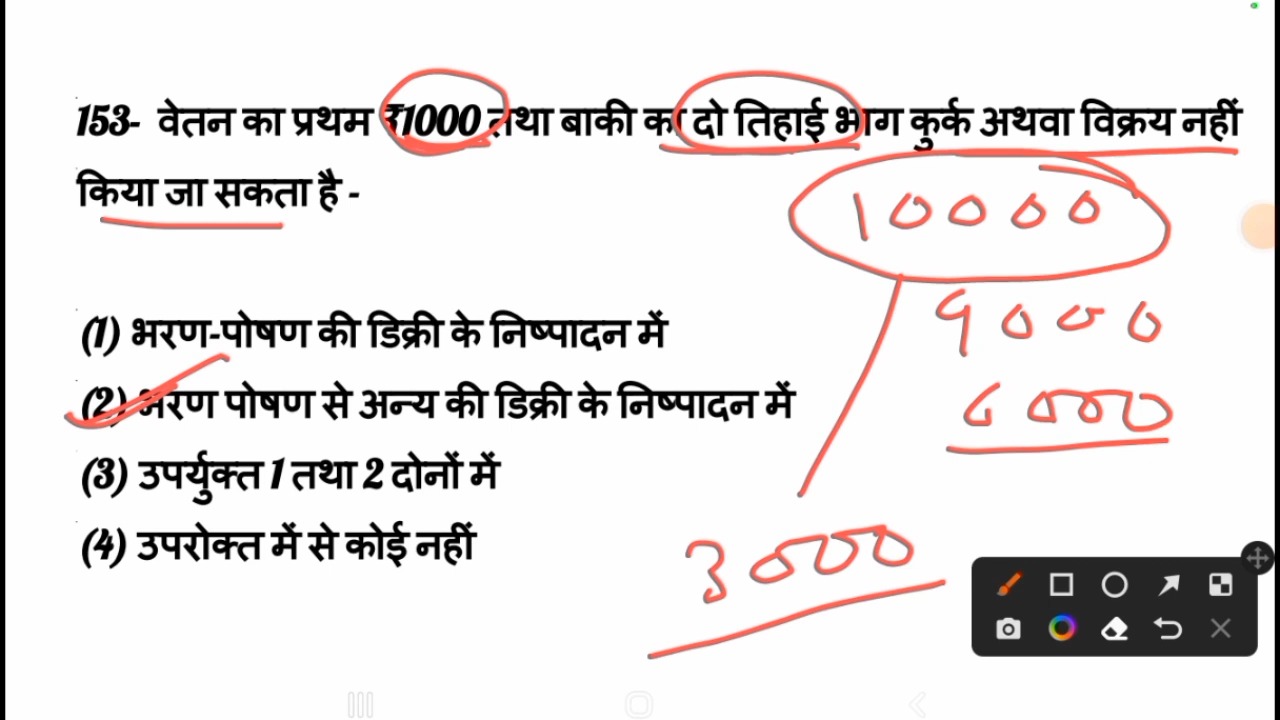 153- वेतन का प्रथम ₹1000 तथा बाकी का दो तिहाई भाग कुर्क अथवा विक्रय नहीं
किया जा सकता है -
10000
9000
(1) भरण-पोषण की डिक्री के निष्पादन में
(2) भरण पोषण से अन्य की डिक्री के निष्पादन में
6000
(3) उपर्युक्त 1 तथा 2 दोनों में
(4) उपरोक्त में से कोई नहीं
3000